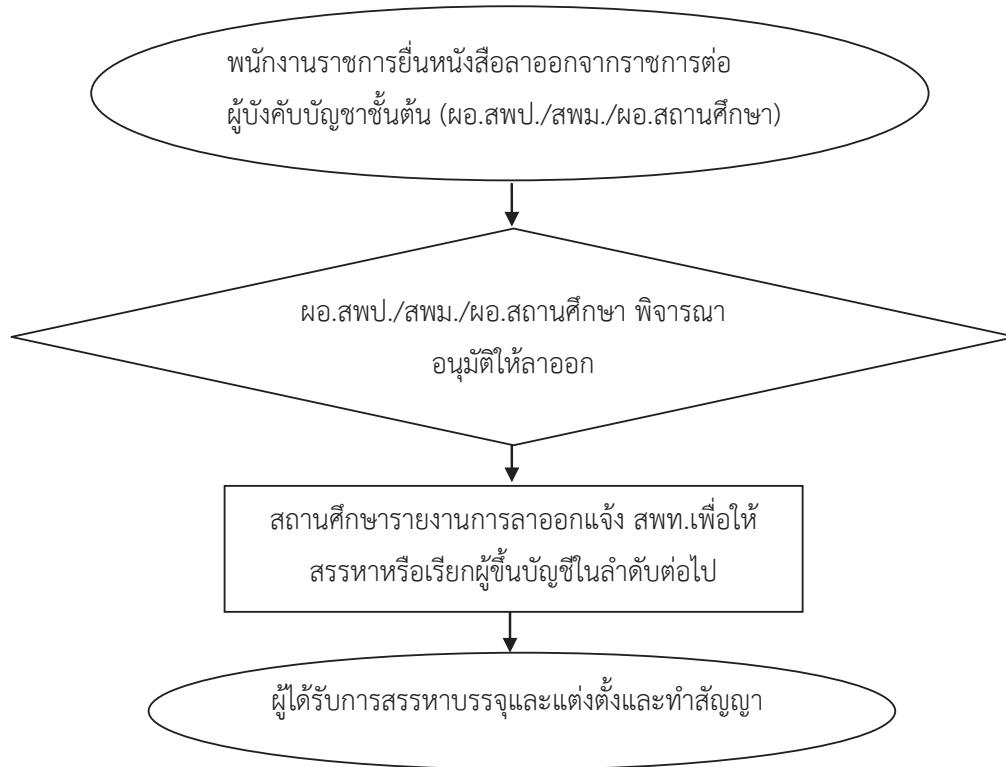 พนักงานราชการยื่นหนังสือลาออกจากราชการต่อ
ผู้บังคับบัญชาชั้นต้น (ผอ.สพป./สพม./ผอ.สถานศึกษา)
ผอ.สพป./สพม./ผอ.สถานศึกษา พิจารณา
อนุมัติให้ลาออก
สถานศึกษารายงานการลาออกแจ้ง สพท.เพื่อให้
สรรหาหรือเรียกผู้ขึ้นบัญชีในลำดับต่อไป
ผู้ได้รับการสรรหาบรรจุและแต่งตั้งและทำสัญญา